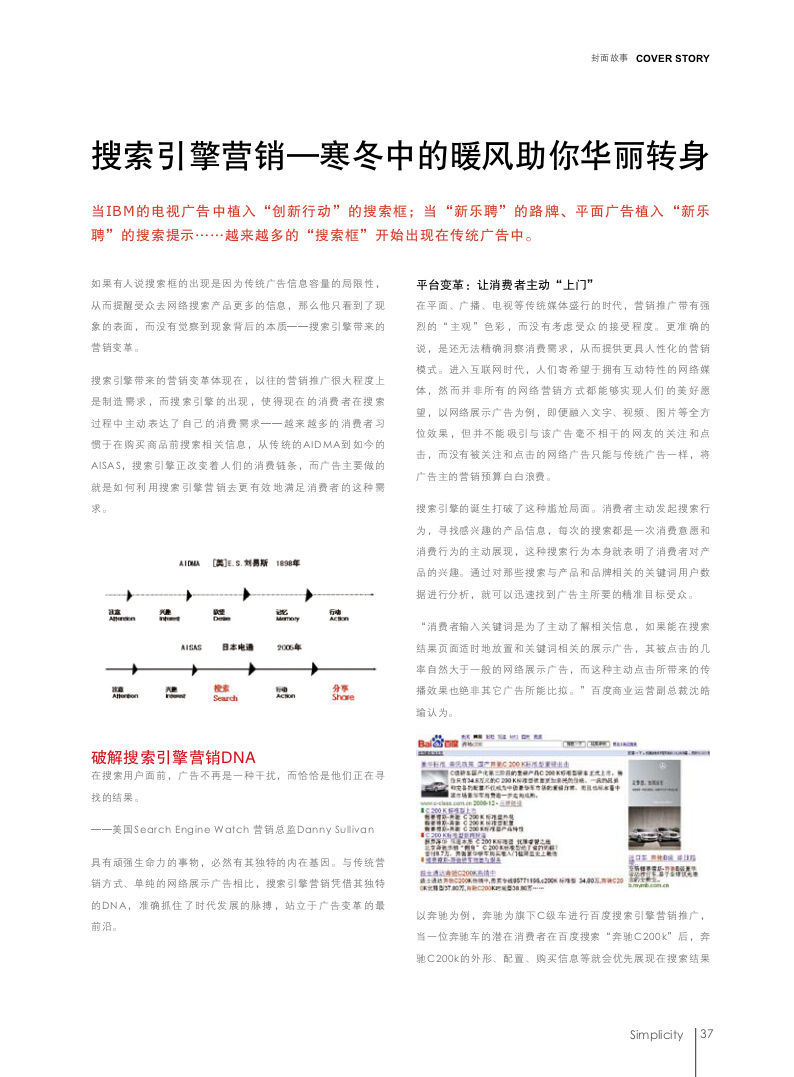 封面故事 COVER STORY
搜索引擎营销—寒冬中的暖风助你华丽转身
当IBM的电视广告中植入“创新行动”的搜索框；当“新乐聘”的路牌、平面广告植入“新乐
聘”的搜索提示……越来越多的“搜索框”开始出现在传统广告中。
如果有人说搜索框的出现是因为传统广告信息容量的局限性，
从而提醒受众去网络搜索产品更多的信息，那么他只看到了现
象的表面，而没有觉察到现象背后的本质——搜索引擎带来的
营销变革。
搜索引擎带来的营销变革体现在，以往的营销推广很大程度上
是制造需求，而搜索引擎的出现，使得现在的消费者在搜索
过程中主动表达了自己的消费需求——越来越多的消费者习
惯于在购买商品前搜索相关信息，从传统的AIDMA到如今的
AISAS，搜索引擎正改变着人们的消费链条，而广告主要做的
就是如何利用搜索引擎营销去更有效地满足消费者的这种需
求。
AIDMA [美]E.S.刘易斯 1898年
注意 兴趣 欲望 记忆 行动
Attention Interest Desire Memory Action
AISAS 日本电通 2005年
注意 兴趣 搜索 行动 分享
Attention Interest Search Action Share
破解搜索引擎营销DNA
在搜索用户面前，广告不再是一种干扰，而恰恰是他们正在寻
找的结果。
——美国Search Engine Watch 营销总监Danny Sullivan
具有顽强生命力的事物，必然有其独特的内在基因。与传统营
销方式、单纯的网络展示广告相比，搜索引擎营销凭借其独特
的DNA，准确抓住了时代发展的脉搏，站立于广告变革的最
前沿。
平台变革：让消费者主动“上门”
在平面、广播、电视等传统媒体盛行的时代，营销推广带有强
烈的“主观”色彩，而没有考虑受众的接受程度。更准确的
说，是还无法精确洞察消费需求，从而提供更具人性化的营销
模式。进入互联网时代，人们寄希望于拥有互动特性的网络媒
体，然而并非所有的网络营销方式都能够实现人们的美好愿
望，以网络展示广告为例，即便融入文字、视频、图片等全方
位效果，但并不能吸引与该广告毫不相干的网友的关注和点
击，而没有被关注和点击的网络广告只能与传统广告一样，将
广告主的营销预算白白浪费。
搜索引擎的诞生打破了这种尴尬局面。消费者主动发起搜索行
为，寻找感兴趣的产品信息，每次的搜索都是一次消费意愿和
消费行为的主动展现，这种搜索行为本身就表明了消费者对产
品的兴趣。通过对那些搜索与产品和品牌相关的关键词用户数
据进行分析，就可以迅速找到广告主所要的精准目标受众。
“消费者输入关键词是为了主动了解相关信息，如果能在搜索
结果页面适时地放置和关键词相关的展示广告，其被点击的几
率自然大于一般的网络展示广告，而这种主动点击所带来的传
播效果也绝非其它广告所能比拟。”百度商业运营副总裁沈皓
瑜认为。
Bai 百度 奔驰c200
以奔驰为例，奔驰为旗下C级车进行百度搜索引擎营销推广，
当一位奔驰车的潜在消费者在百度搜索“奔驰C200k”后，奔
驰C200k的外形、配置、购买信息等就会优先展现在搜索结果
Simplicity 37